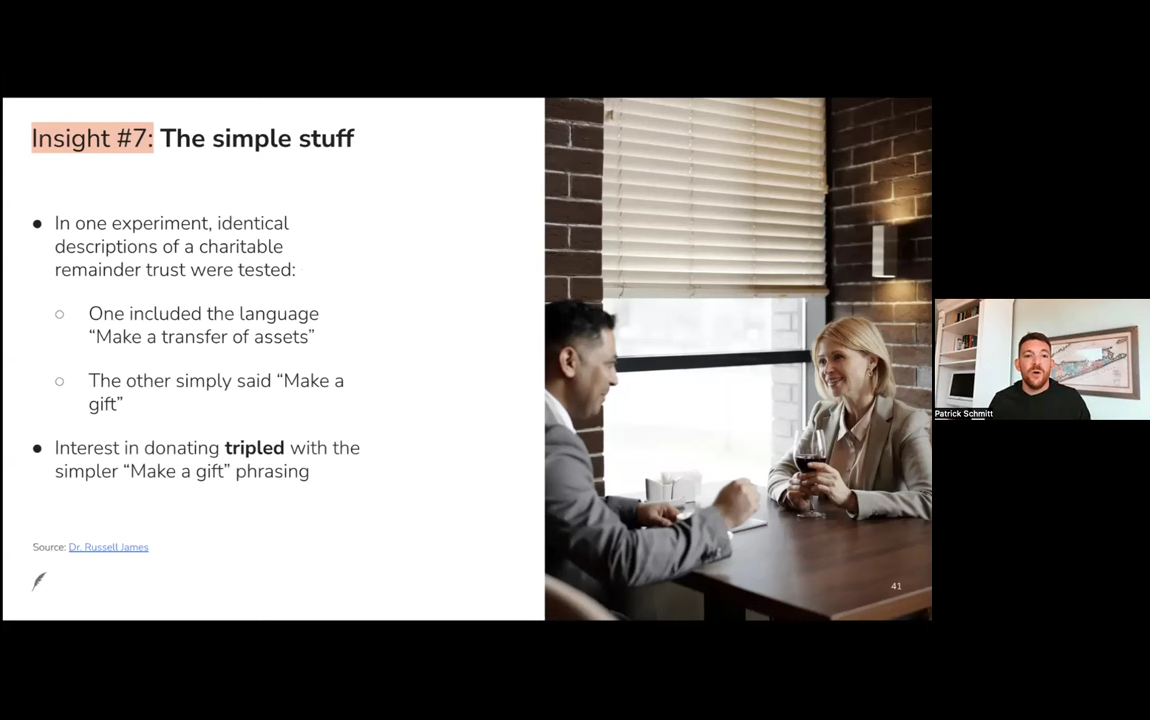 Insight #7: The simple stuff
● In one experiment, identical
descriptions of a charitable
remainder trust were tested:
○ One included the language
“Make a transfer of assets”
○ The other simply said “Make a
gift”
● Interest in donating tripled with the
simpler “Make a gift” phrasing
Source: Dr. Russell James
41
Patrick Schmitt